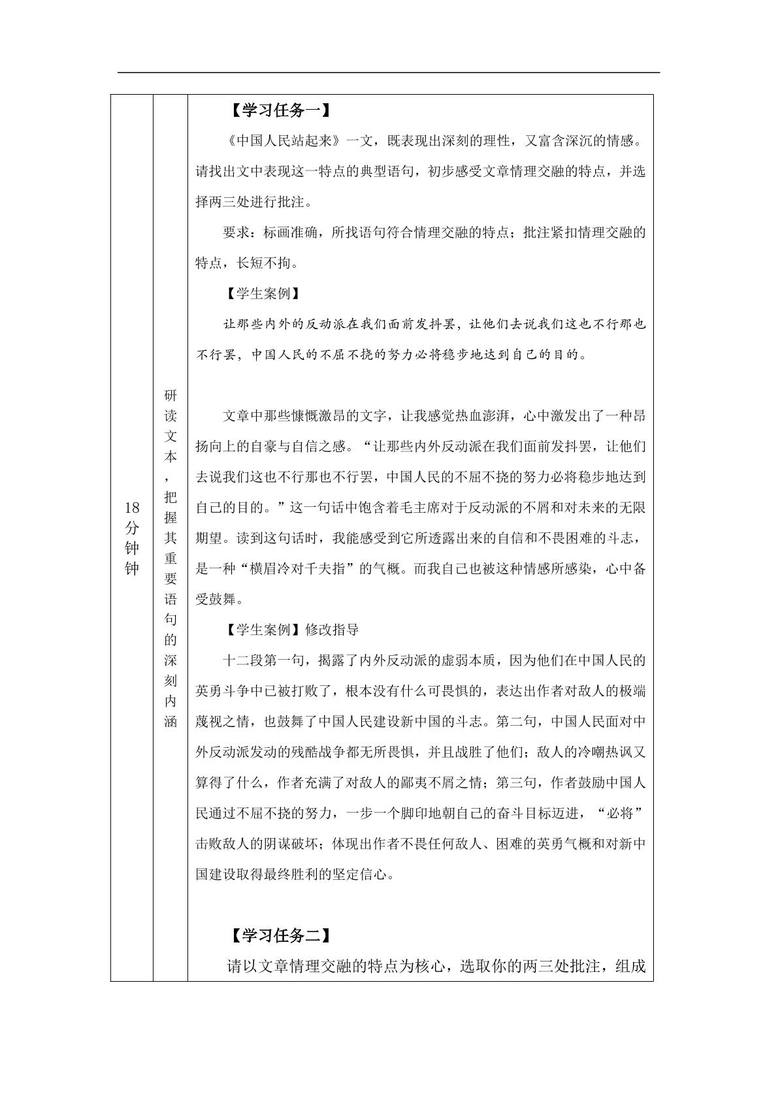 18
分
钟
钟
研
读
文
本
，
把
握
其
重
要
语
句
的
深
刻
内
涵
【学习任务一】
《中国人民站起来》一文，既表现出深刻的理性，又富含深沉的情感。
请找出文中表现这一特点的典型语句，初步感受文章情理交融的特点，并选
择两三处进行批注。
要求：标画准确，所找语句符合情理交融的特点；批注紧扣情理交融的
特点，长短不拘。
【学生案例】
让那些内外的反动派在我们面前发抖罢，让他们去说我们这也不行那也
不行罢，中国人民的不屈不挠的努力必将稳步地达到自己的目的。
文章中那些慷慨激昂的文字，让我感觉热血澎湃，心中激发出了一种昂
扬向上的自豪与自信之感。“让那些内外反动派在我们面前发抖罢，让他们
去说我们这也不行那也不行罢，中国人民的不屈不挠的努力必将稳步地达到
自己的目的。”这一句话中饱含着毛主席对于反动派的不屑和对未来的无限
期望。读到这句话时，我能感受到它所透露出来的自信和不畏困难的斗志，
是一种“横眉冷对千夫指”的气概。而我自己也被这种情感所感染，心中备
受鼓舞。
【学生案例】修改指导
十二段第一句，揭露了内外反动派的虚弱本质，因为他们在中国人民的
英勇斗争中已被打败了，根本没有什么可畏惧的，表达出作者对敌人的极端
蔑视之情，也鼓舞了中国人民建设新中国的斗志。第二句，中国人民面对中
外反动派发动的残酷战争都无所畏惧，并且战胜了他们；敌人的冷嘲热讽又
算得了什么，作者充满了对敌人的鄙夷不屑之情；第三句，作者鼓励中国人
民通过不屈不挠的努力，一步一个脚印地朝自己的奋斗目标迈进，“必将”
击败敌人的阴谋破坏；体现出作者不畏任何敌人、困难的英勇气概和对新中
国建设取得最终胜利的坚定信心。
【学习任务二】
请以文章情理交融的特点为核心，选取你的两三处批注，组成